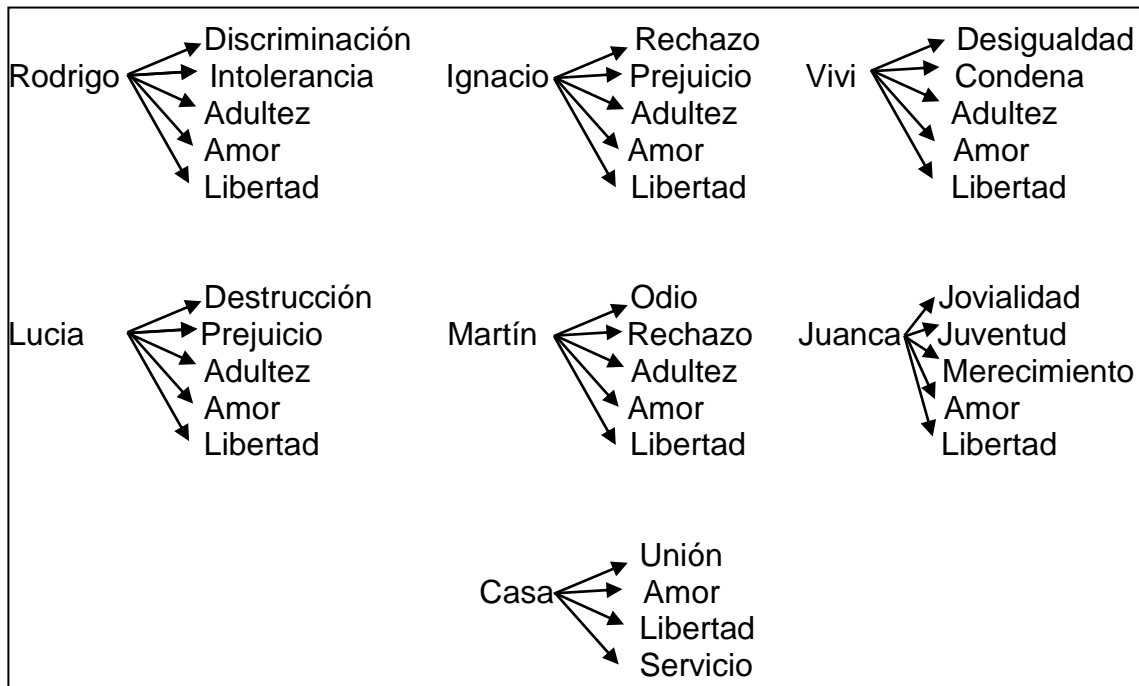 Rodrigo
Discriminación
Intolerancia
Adultez
Amor
Libertad
Ignacio
Rechazo
Prejuicio
Adultez
Amor
Libertad
Vivi
Desigualdad
Condena
Adultez
Amor
Libertad
Lucia
Destrucción
Prejuicio
Adultez
Amor
Libertad
Martín
Odio
Rechazo
Adultez
Amor
Libertad
Juanca
Jovialidad
Juventud
Merecimiento
Amor
Libertad
Casa
Unión
Amor
Libertad
Servicio